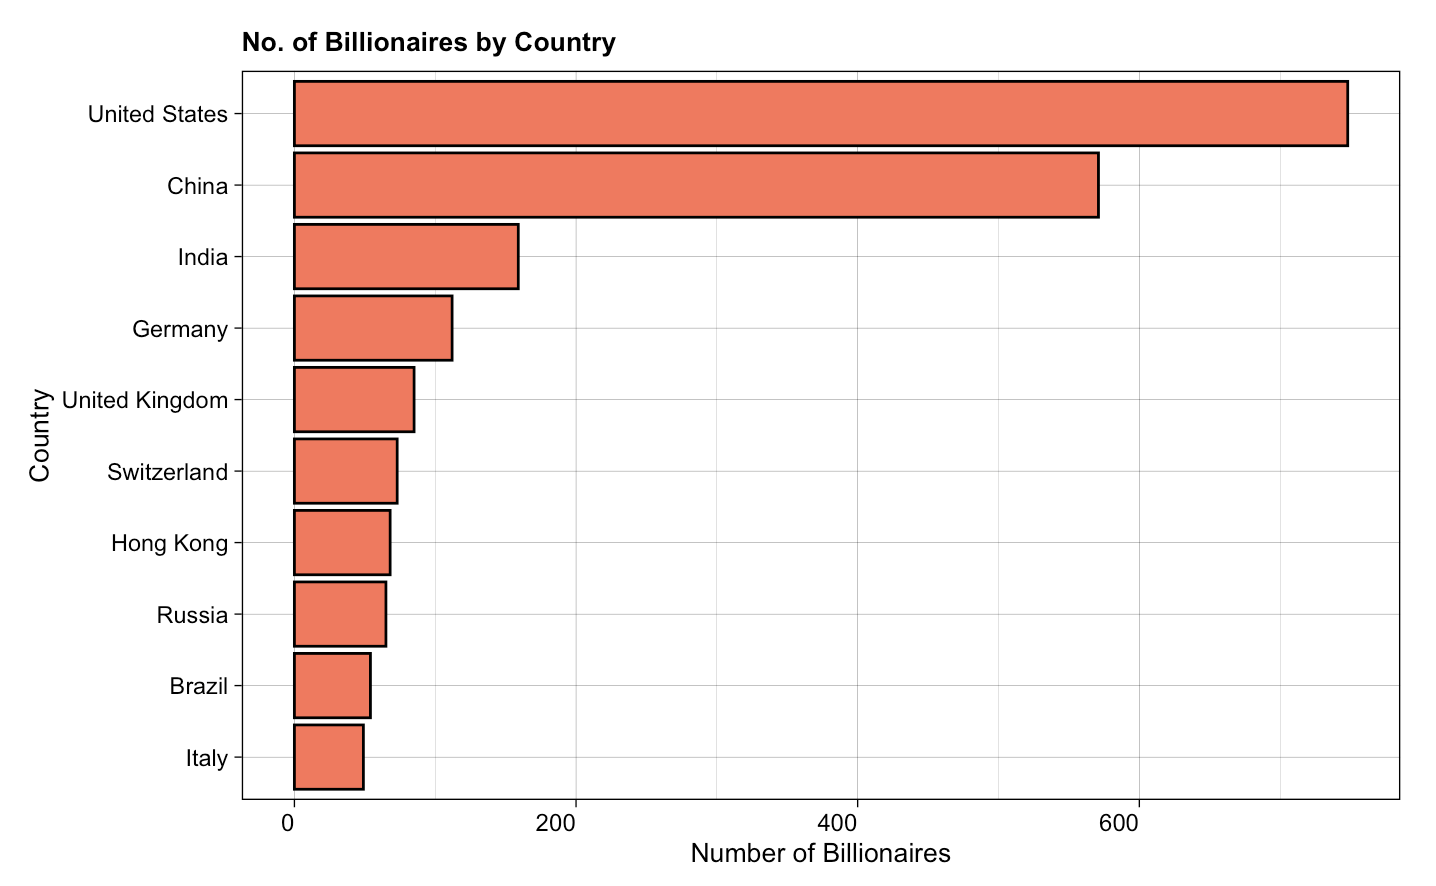 No. of Billionaires by Country
United States
China
India
Germany
United Kingdom
Switzerland
Hong Kong
Russia
Brazil
Italy
Country
0 200 400 600
Number of Billionaires